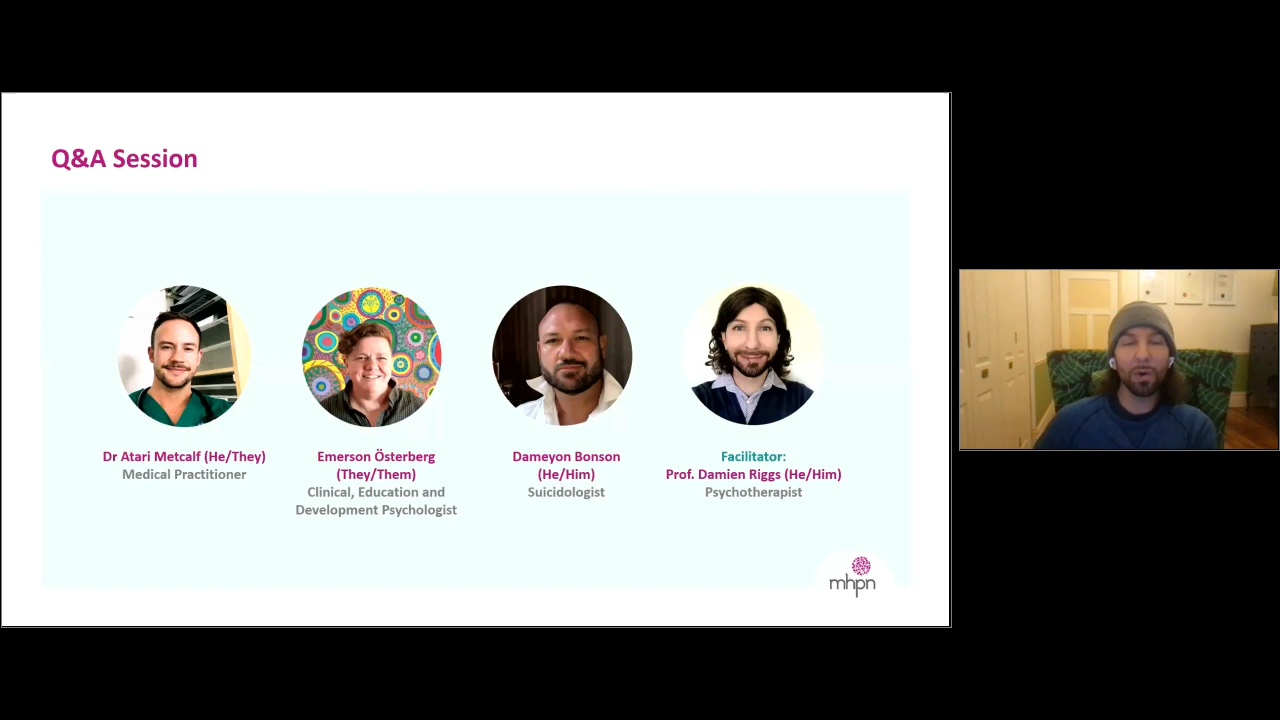 Q&A Session
Dr Atari Metcalf (He/They)
Medical Practitioner
Emerson Österberg
(They/Them)
Clinical, Education and
Development Psychologist
Dameyon Bonson
(He/Him)
Suicidologist
Facilitator:
Prof. Damien Riggs (He/Him)
Psychotherapist
mhpn